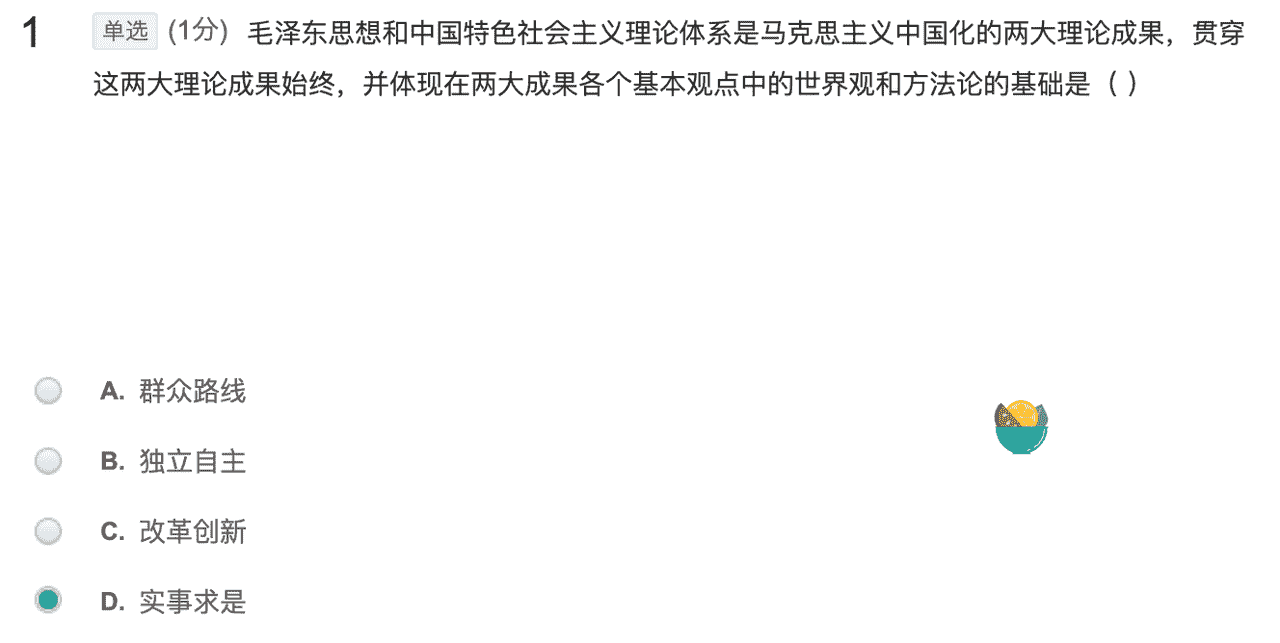 1 单选 (1分) 毛泽东思想和中国特色社会主义理论体系是马克思主义中国化的两大理论成果，贯穿
这两大理论成果始终，并体现在两大成果各个基本观点中的世界观和方法论的基础是（ ）
A. 群众路线
B. 独立自主
C. 改革创新
D. 实事求是